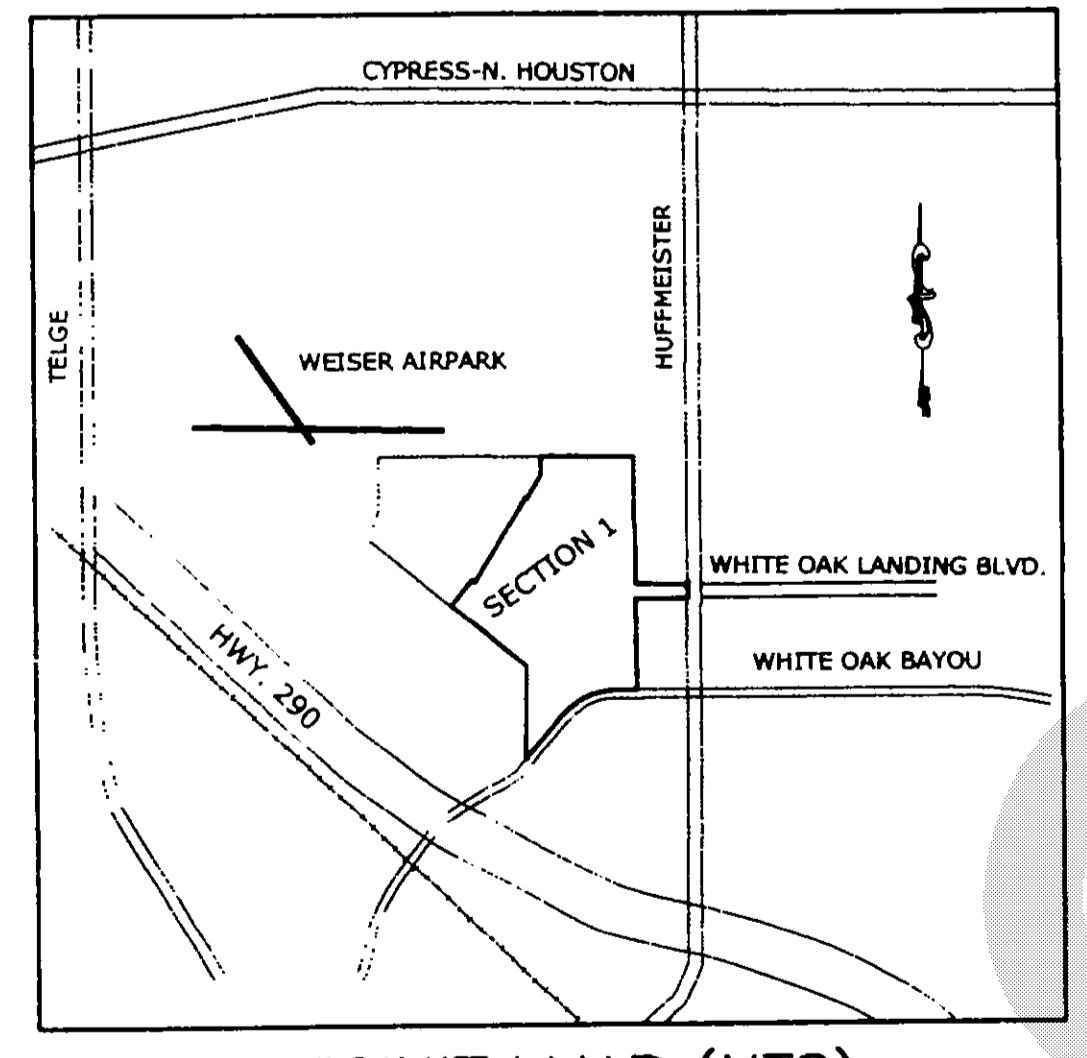 CYPRESS-N. HOUSTON
HUFFMEISTER
TELGE
WEISER AIRPARK
SECTION 1
WHITE OAK LANDING BLVD.
HWY. 290
WHITE OAK BAYOU